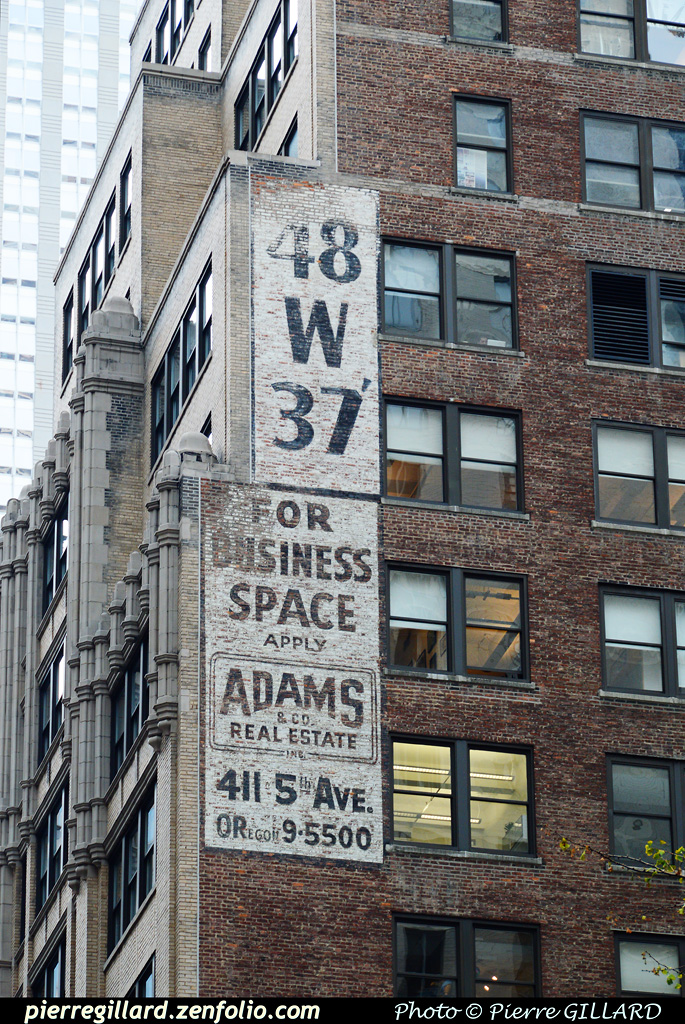 48
W
37'
FOR
BUSINESS
SPACE
APPLY
ADAMS
& CO.
REAL ESTATE
INC.
411 5th AVE.
ORegon 9-5500
pierregillard.zenfolio.com
Photo © Pierre GILLARD